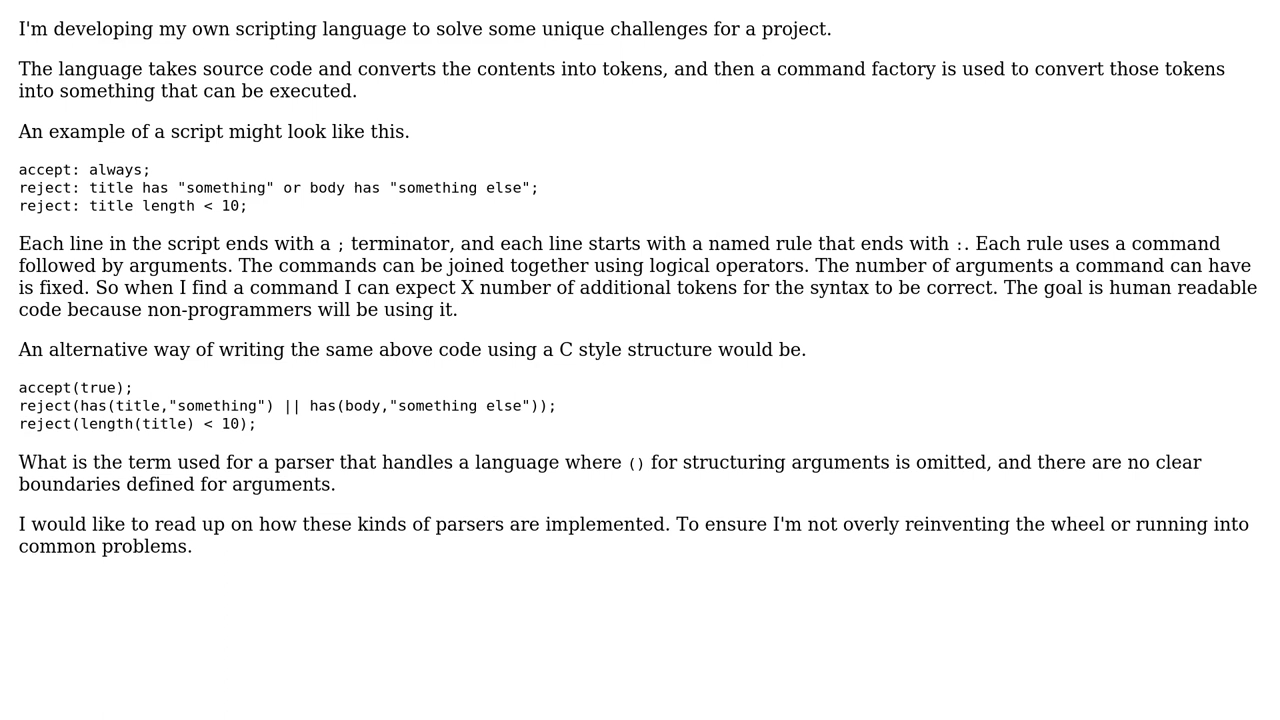 I'm developing my own scripting language to solve some unique challenges for a project.
The language takes source code and converts the contents into tokens, and then a command factory is used to convert those tokens
into something that can be executed.
An example of a script might look like this.
accept: always;
reject: title has "something" or body has "something else";
reject: title length < 10;
Each line in the script ends with a ; terminator, and each line starts with a named rule that ends with :. Each rule uses a command
followed by arguments. The commands can be joined together using logical operators. The number of arguments a command can have
is fixed. So when I find a command I can expect X number of additional tokens for the syntax to be correct. The goal is human readable
code because non-programmers will be using it.
An alternative way of writing the same above code using a C style structure would be.
accept(true);
reject(has(title,"something") || has(body,"something else"));
reject(length(title) < 10);
What is the term used for a parser that handles a language where () for structuring arguments is omitted, and there are no clear
boundaries defined for arguments.
I would like to read up on how these kinds of parsers are implemented. To ensure I'm not overly reinventing the wheel or running into
common problems.